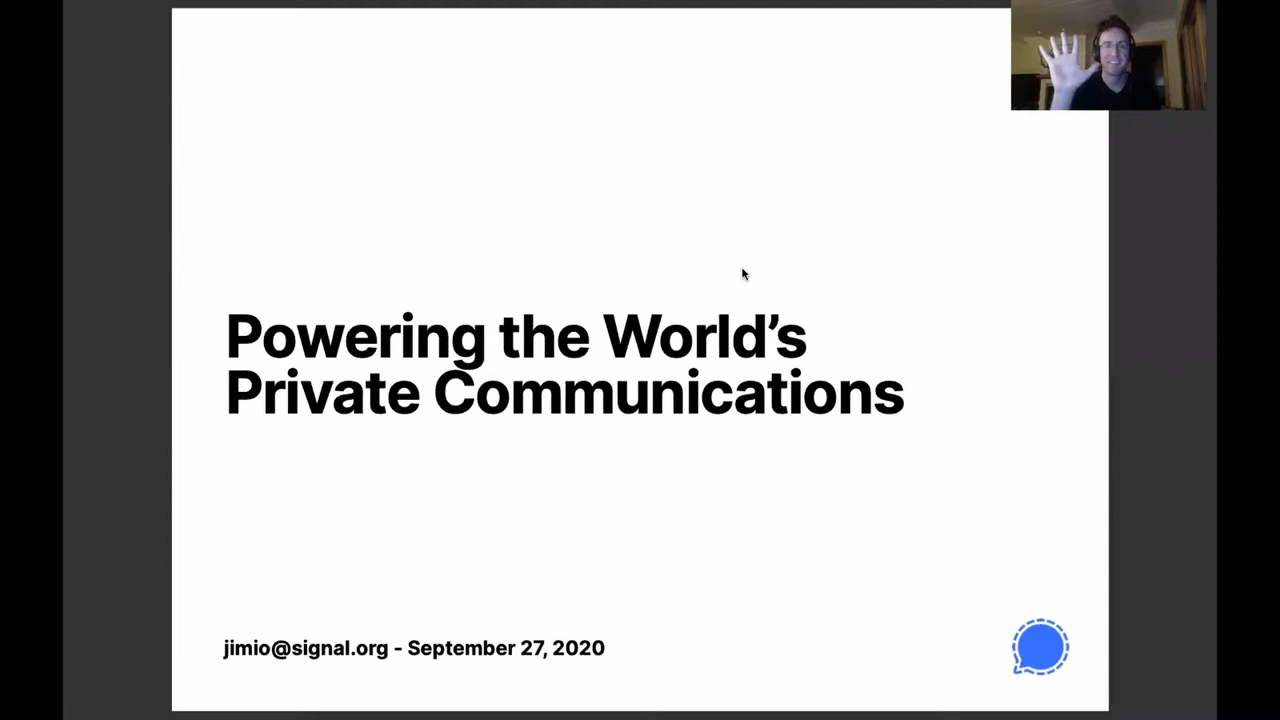 Powering the World’s
Private Communications
jimio@signal.org - September 27, 2020